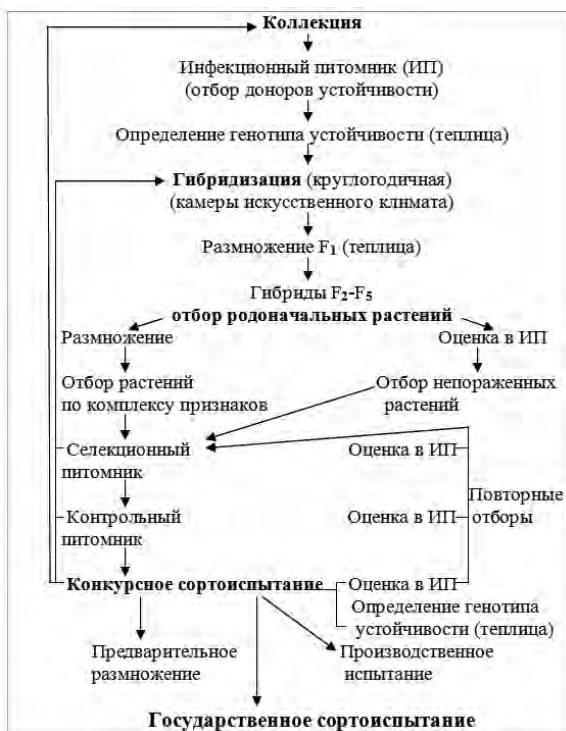 Коллекция
Инфекционный питомник (ИП)
(отбор доноров устойчивости)
Определение генотипа устойчивости (теплица)
Гибридизация (круглогодичная)
(камеры искусственного климата)
Размножение F₁ (теплица)
Гибриды F₂-F₅
отбор родоначальных растений
Размножение
Оценка в ИП
Отбор растений
по комплексу признаков
Отбор непораженных
растений
Селекционный
питомник
Оценка в ИП
Повторные
отборы
Контрольный
питомник
Оценка в ИП
Конкурсное сортоиспытание
Оценка в ИП
Определение генотипа
устойчивости (теплица)
Предварительное
размножение
Производственное
испытание
Государственное сортоиспытание